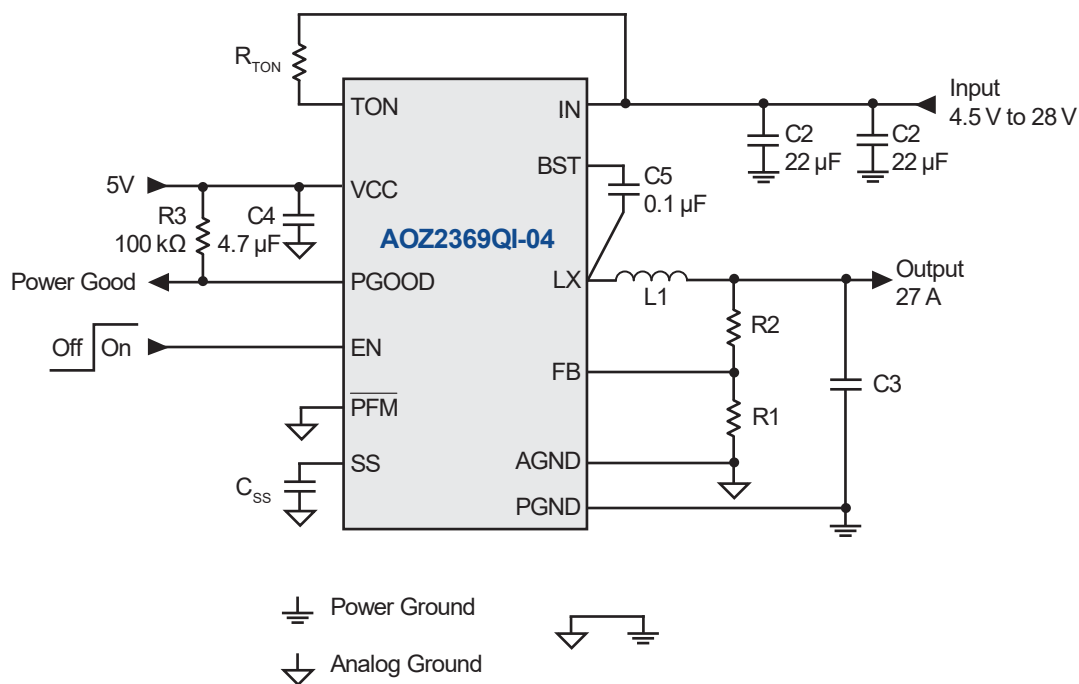 R_TON
TON
IN
Input
4.5 V to 28 V
C2
22 µF
C2
22 µF
BST
C5
0.1 µF
5V
VCC
R3
100 kΩ
C4
4.7 µF
AOZ2369QI-04
Power Good
PGOOD
LX
L1
Output
27 A
Off
On
EN
R2
FB
C3
PFM
R1
SS
AGND
C_SS
PGND
Power Ground
Analog Ground